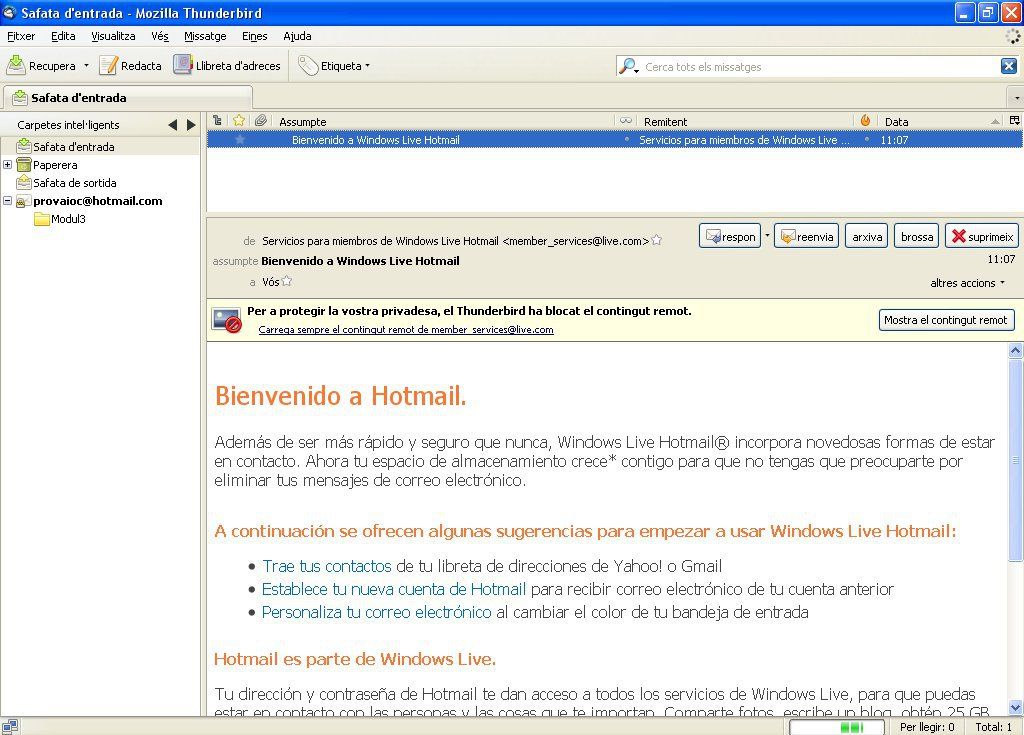 Safata d'entrada - Mozilla Thunderbird
Fitxer Edita Visualitza Vés Missatge Eines Ajuda
Recupera Redacta Llibreta d'adreces Etiqueta Cerca tots els missatges
Safata d'entrada
Carpetes intel·ligents
Safata d'entrada
Paperera
Safata de sortida
provaioc@hotmail.com
Modul3
Assumpte Remitent Data
Bienvenido a Windows Live Hotmail Servicios para miembros de Windows Live ... 11:07
de Servicios para miembros de Windows Live Hotmail <member_services@live.com>
respon reenvia arxiva brossa suprimeix
assumpte Bienvenido a Windows Live Hotmail 11:07
a Vós altres accions
Per a protegir la vostra privadesa, el Thunderbird ha blocat el contingut remot.
Carrega sempre el contingut remot de member_services@live.com
Mostra el contingut remot
Bienvenido a Hotmail.
Además de ser más rápido y seguro que nunca, Windows Live Hotmail® incorpora novedosas formas de estar
en contacto. Ahora tu espacio de almacenamiento crece* contigo para que no tengas que preocuparte por
eliminar tus mensajes de correo electrónico.
A continuación se ofrecen algunas sugerencias para empezar a usar Windows Live Hotmail:
• Trae tus contactos de tu libreta de direcciones de Yahoo! o Gmail
• Establece tu nueva cuenta de Hotmail para recibir correo electrónico de tu cuenta anterior
• Personaliza tu correo electrónico al cambiar el color de tu bandeja de entrada
Hotmail es parte de Windows Live.
Tu dirección y contraseña de Hotmail te dan acceso a todos los servicios de Windows Live, para que puedas
estar en contacto con las personas y las cosas que te importan. Comparte fotos, escribe un blog, obtén 25 GB
Per llegir: 0 Total: 1